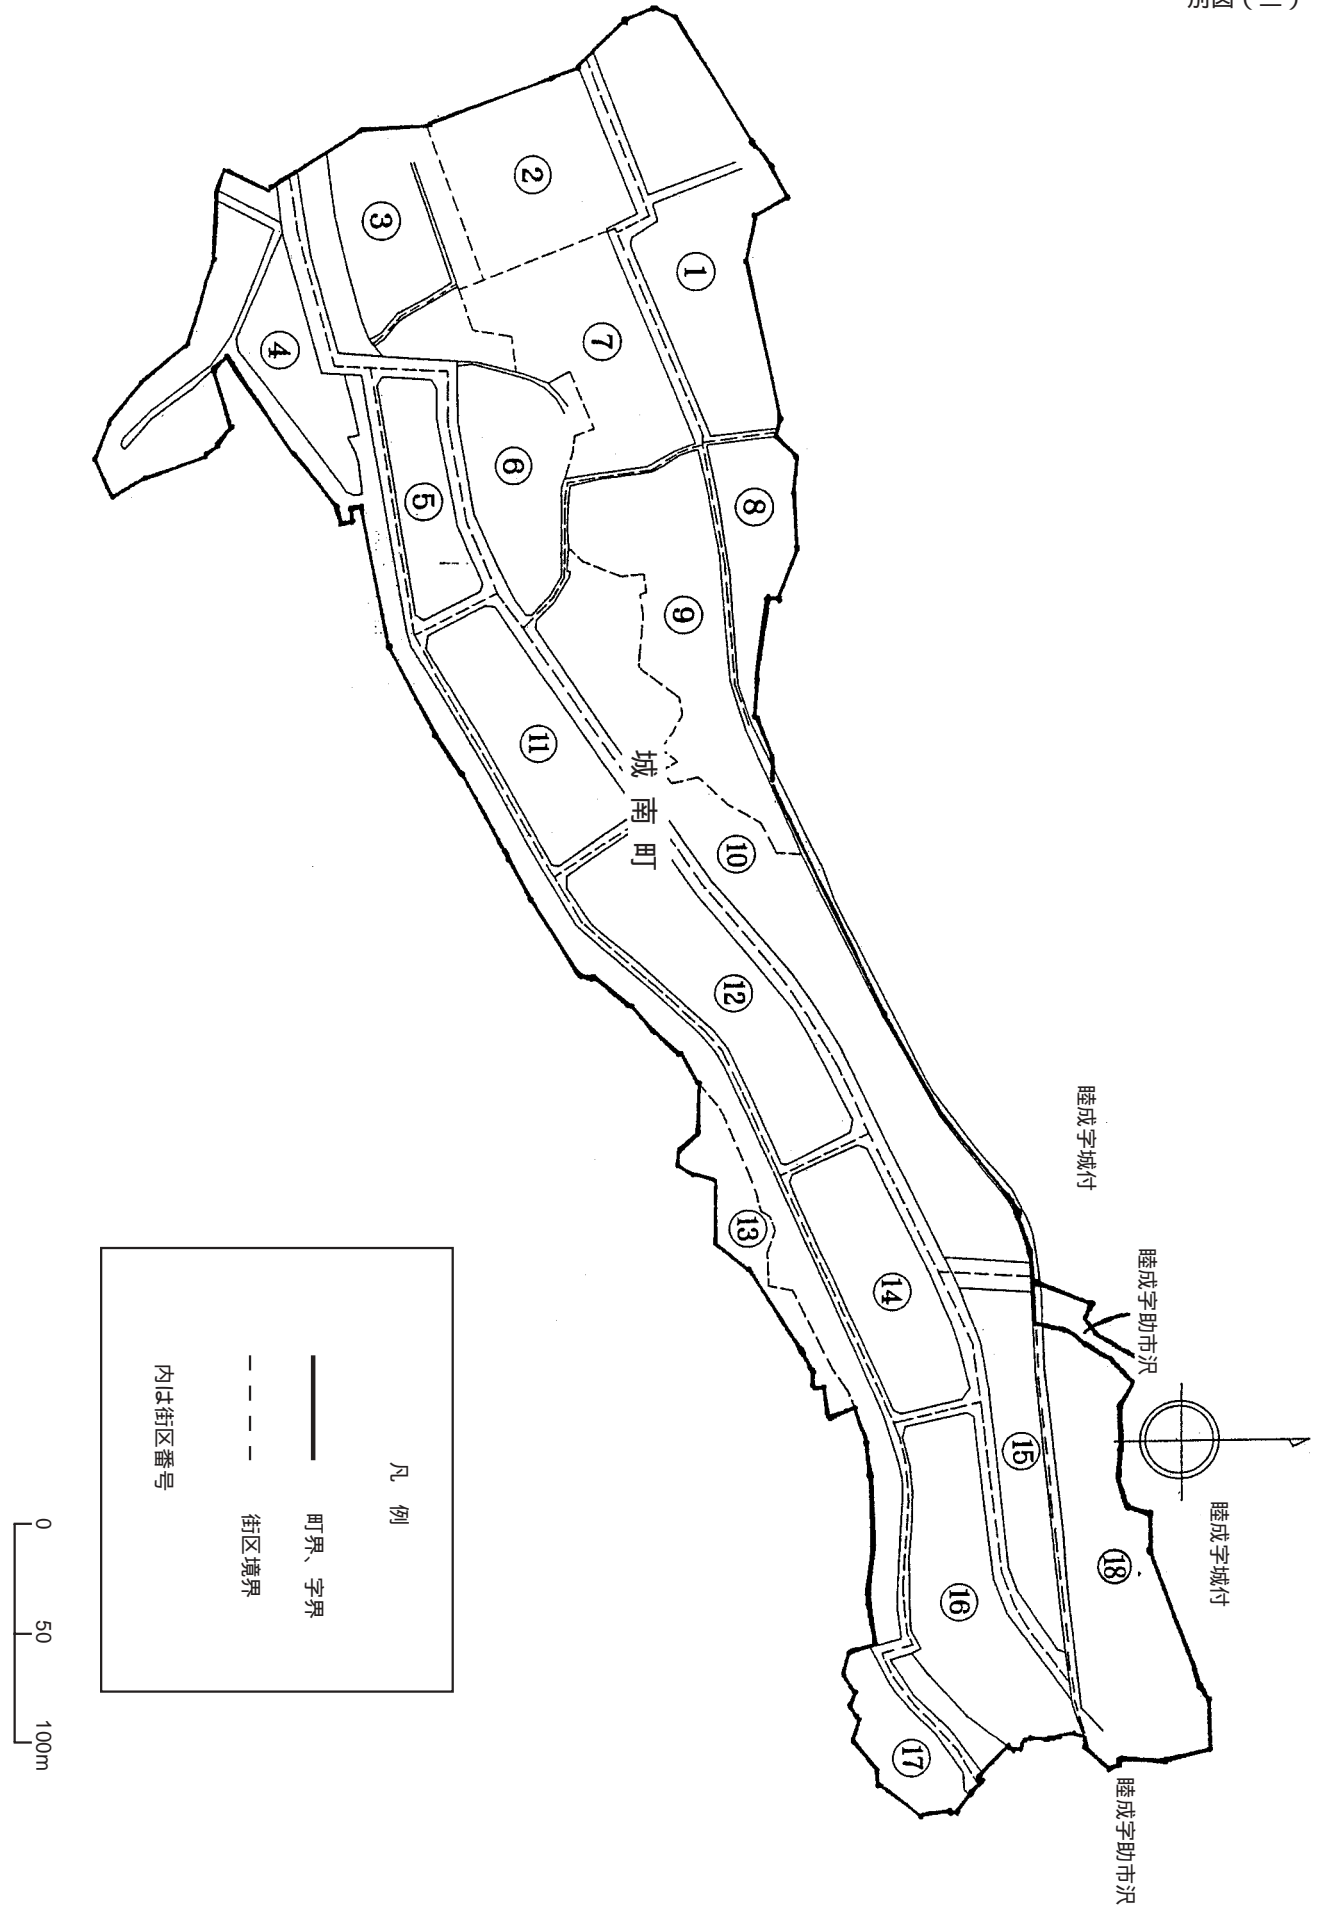 別図(二)
①
②
③
④
⑤
⑥
⑦
⑧
⑨
⑩
⑪
⑫
⑬
⑭
⑮
⑯
⑰
⑱
城南町
睦成字城付
睦成字助市沢
睦成字城付
睦成字助市沢
凡例
町界、字界
街区境界
内は街区番号
0 50 100m